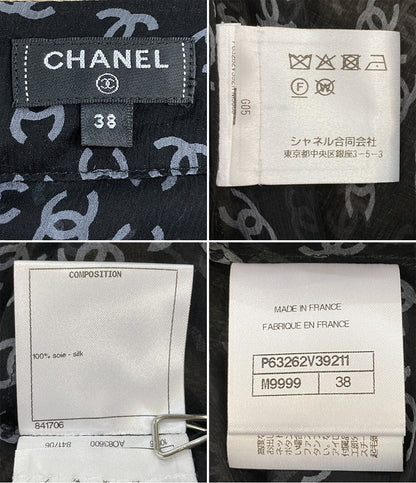 CHANEL
38
G05
シャネル合同会社
東京都中央区銀座3-5-3
COMPOSITION
100% soie - silk
841706
MADE IN FRANCE
FABRIQUE EN FRANCE
P63262V39211
M9999 38